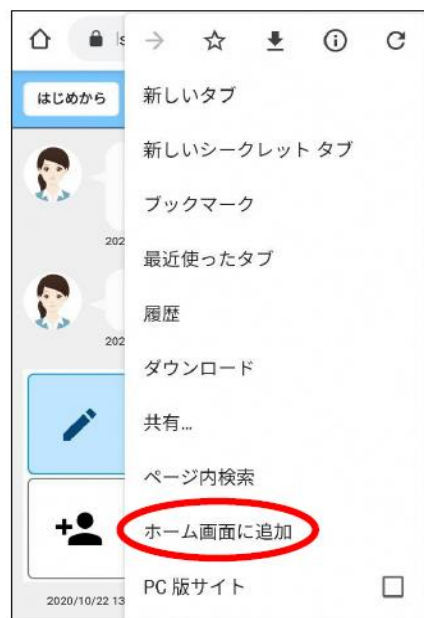 はじめから
新しいタブ
新しいシークレット タブ
ブックマーク
202
最近使ったタブ
履歴
202
ダウンロード
共有...
ページ内検索
ホーム画面に追加
PC 版サイト
2020/10/22 13